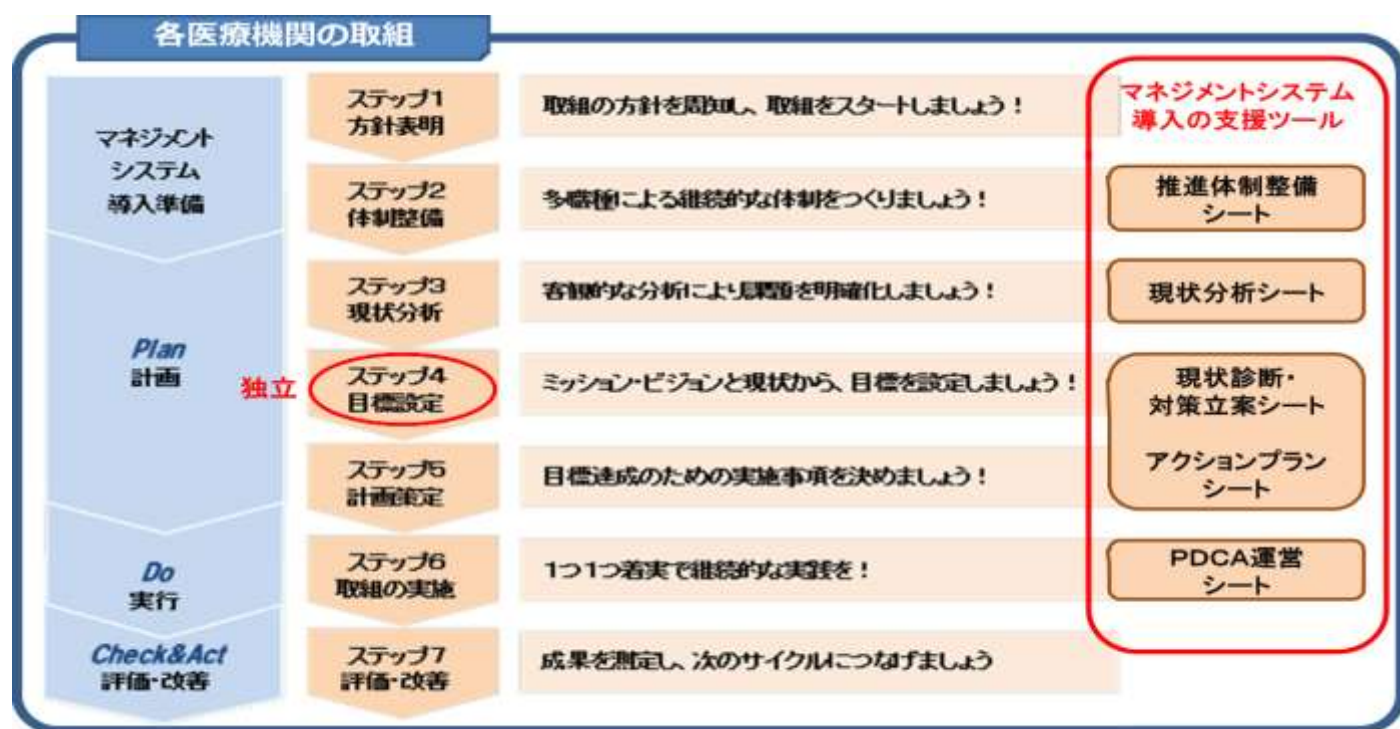 各医療機関の取組
マネジメント
システム
導入準備
ステップ1
方針表明
取組の方針を周知し、取組をスタートしましょう！
マネジメントシステム
導入の支援ツール
ステップ2
体制整備
多職種による継続的な体制をつくりましょう！
推進体制整備
シート
Plan
計画
ステップ3
現状分析
客観的な分析により課題を明確化しましょう！
現状分析シート
独立
ステップ4
目標設定
ミッション・ビジョンと現状から、目標を設定しましょう！
現状診断・
対策立案シート
アクションプラン
シート
ステップ5
計画策定
目標達成のための実施事項を決めましょう！
Do
実行
ステップ6
取組の実施
1つ1つ着実で継続的な実践を！
PDCA運営
シート
Check&Act
評価・改善
ステップ7
評価・改善
成果を測定し、次のサイクルにつなげましょう